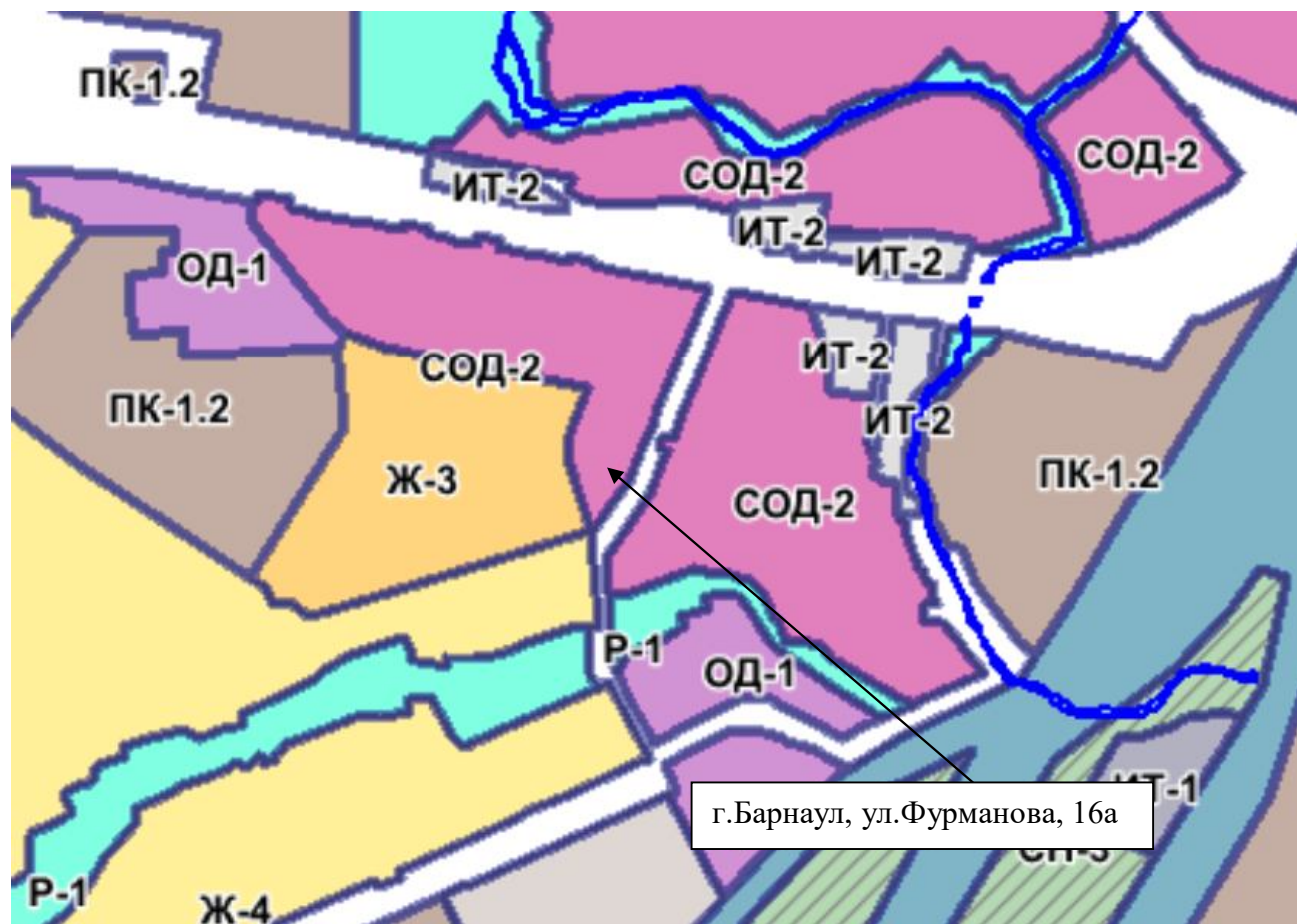 ПК-1.2
СОД-2
СОД-2
ИТ-2
ИТ-2
ИТ-2
ОД-1
СОД-2
ИТ-2
ПК-1.2
ИТ-2
Ж-3
ПК-1.2
СОД-2
Р-1
ОД-1
г.Барнаул, ул.Фурманова, 16а
Т-1
Р-1
Ж-4